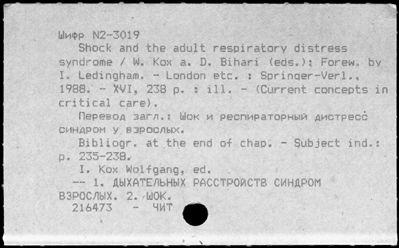 Шифр N2-3019
Shock and the adult respiratory distress
syndrome / W. Kox a. D. Bihari (eds.); Forew. by
I. Ledingham. - London etc. : Springer-Verl.,
1988. - XVI, 238 p. : ill. - (Current concepts in
critical care).
Перевод загл.: Шок и респираторный дистресс
синдром у взрослых.
Bibliogr. at the end of chap. - Subject ind.:
p. 235-238.
I. Kox Wolfgang, ed.
-- 1. ДЫХАТЕЛЬНЫХ РАССТРОЙСТВ СИНДРОМ
ВЗРОСЛЫХ. 2. ШОК.
216473 - ЧИТ